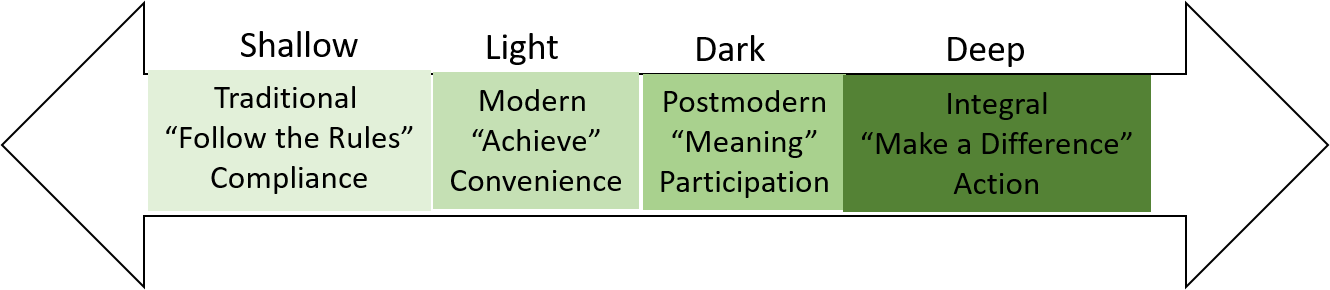 Shallow
Light
Dark
Deep
Traditional
“Follow the Rules”
Compliance
Modern
“Achieve”
Convenience
Postmodern
“Meaning”
Participation
Integral
“Make a Difference”
Action